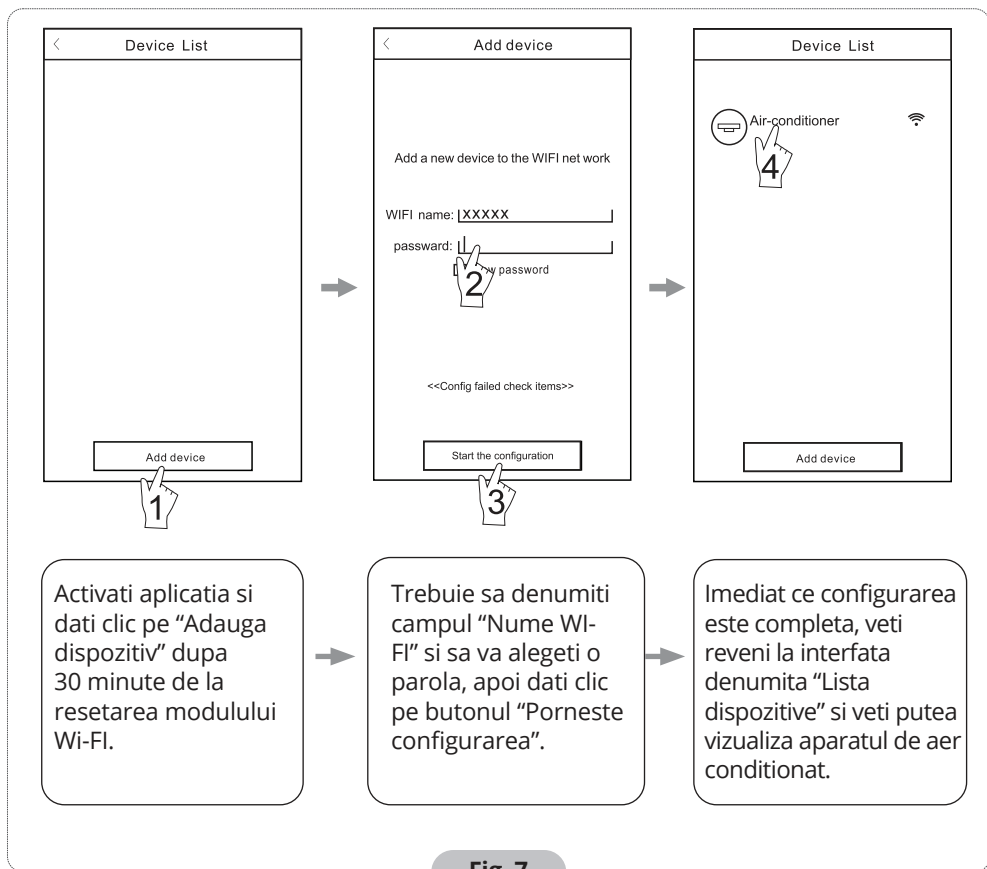 Device List
Add device
1
Add device
Add a new device to the WIFI net work
WIFI name: XXXXX
passward:
password
2
<<Config failed check items>>
Start the configuration
3
Device List
Air-conditioner
4
Add device
Activati aplicatia si
dati clic pe “Adauga
dispozitiv” dupa
30 minute de la
resetarea modulului
Wi-FI.
Trebuie sa denumiti
campul “Nume WI-
FI” si sa va alegeti o
parola, apoi dati clic
pe butonul “Porneste
configurarea”.
Imediat ce configurarea
este completa, veti
reveni la interfata
denumita “Lista
dispozitive” si veti putea
vizualiza aparatul de aer
conditionat.
Fig. 7